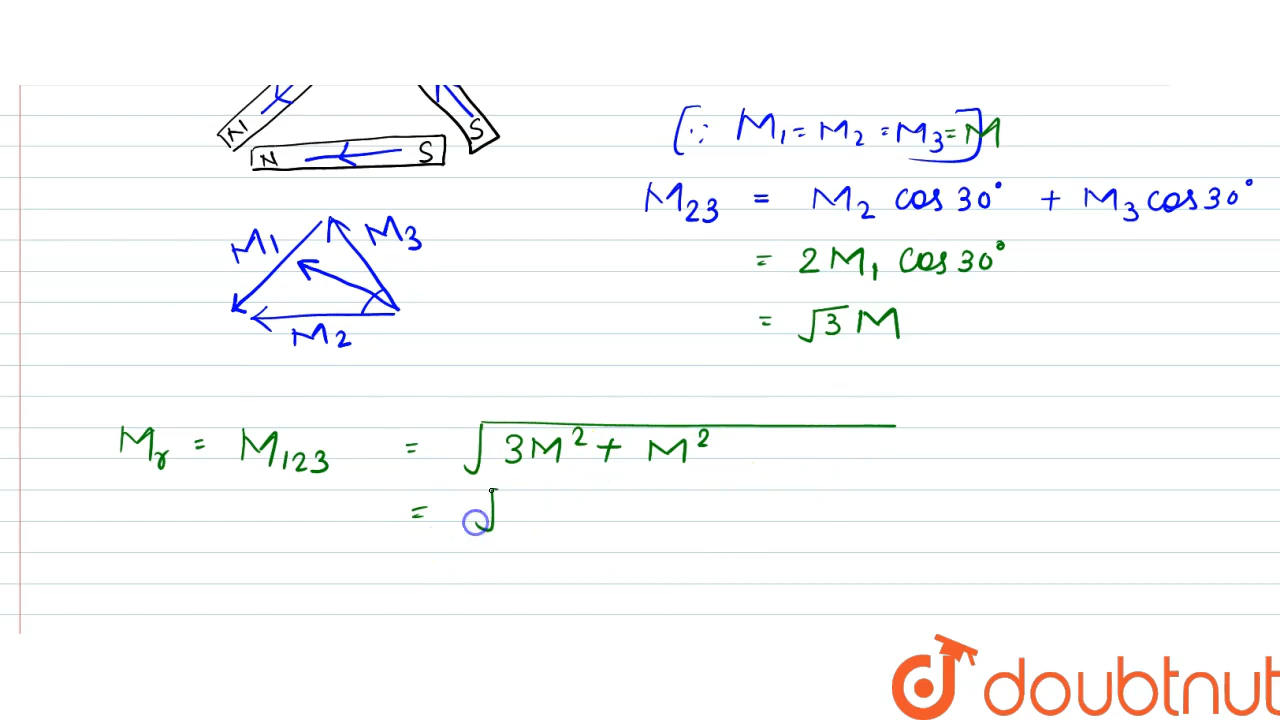 N
S
N S
[∵ M₁ = M₂ = M₃ = M]
M₂₃ = M₂ cos 30° + M₃ cos 30°
= 2 M₁ cos 30°
= √3 M
M₁ M₃
M₂
Mᵣ = M₁₂₃ = √3M² + M²
= √
doubtnut